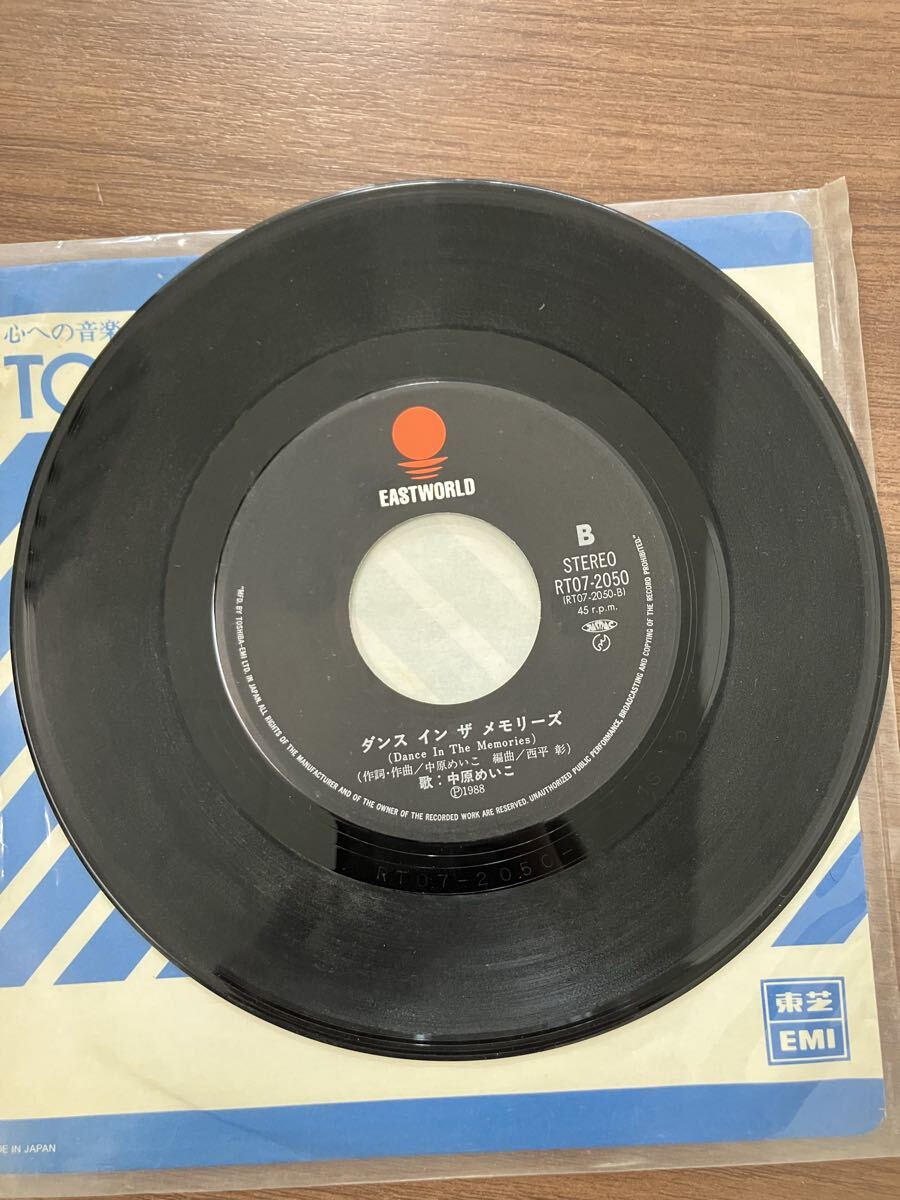 心への音楽
TO
EASTWORLD
B
STEREO
RT07-2050
(RT07-2050-B)
45 r.p.m.
JASRAC
ダンス イン ザ メモリーズ
(Dance In The Memories)
(作詞・作曲/中原めいこ 編曲/西平 彰)
歌:中原めいこ
Ⓟ1988
"MFD. BY TOSHIBA-EMI LTD. IN JAPAN. ALL RIGHTS OF THE MANUFACTURER AND OF THE OWNER OF THE RECORDED WORK ARE RESERVED. UNAUTHORIZED PUBLIC PERFORMANCE, BROADCASTING AND COPYING OF THE RECORD PROHIBITED."
RT07-2050-
東芝
EMI
DE IN JAPAN